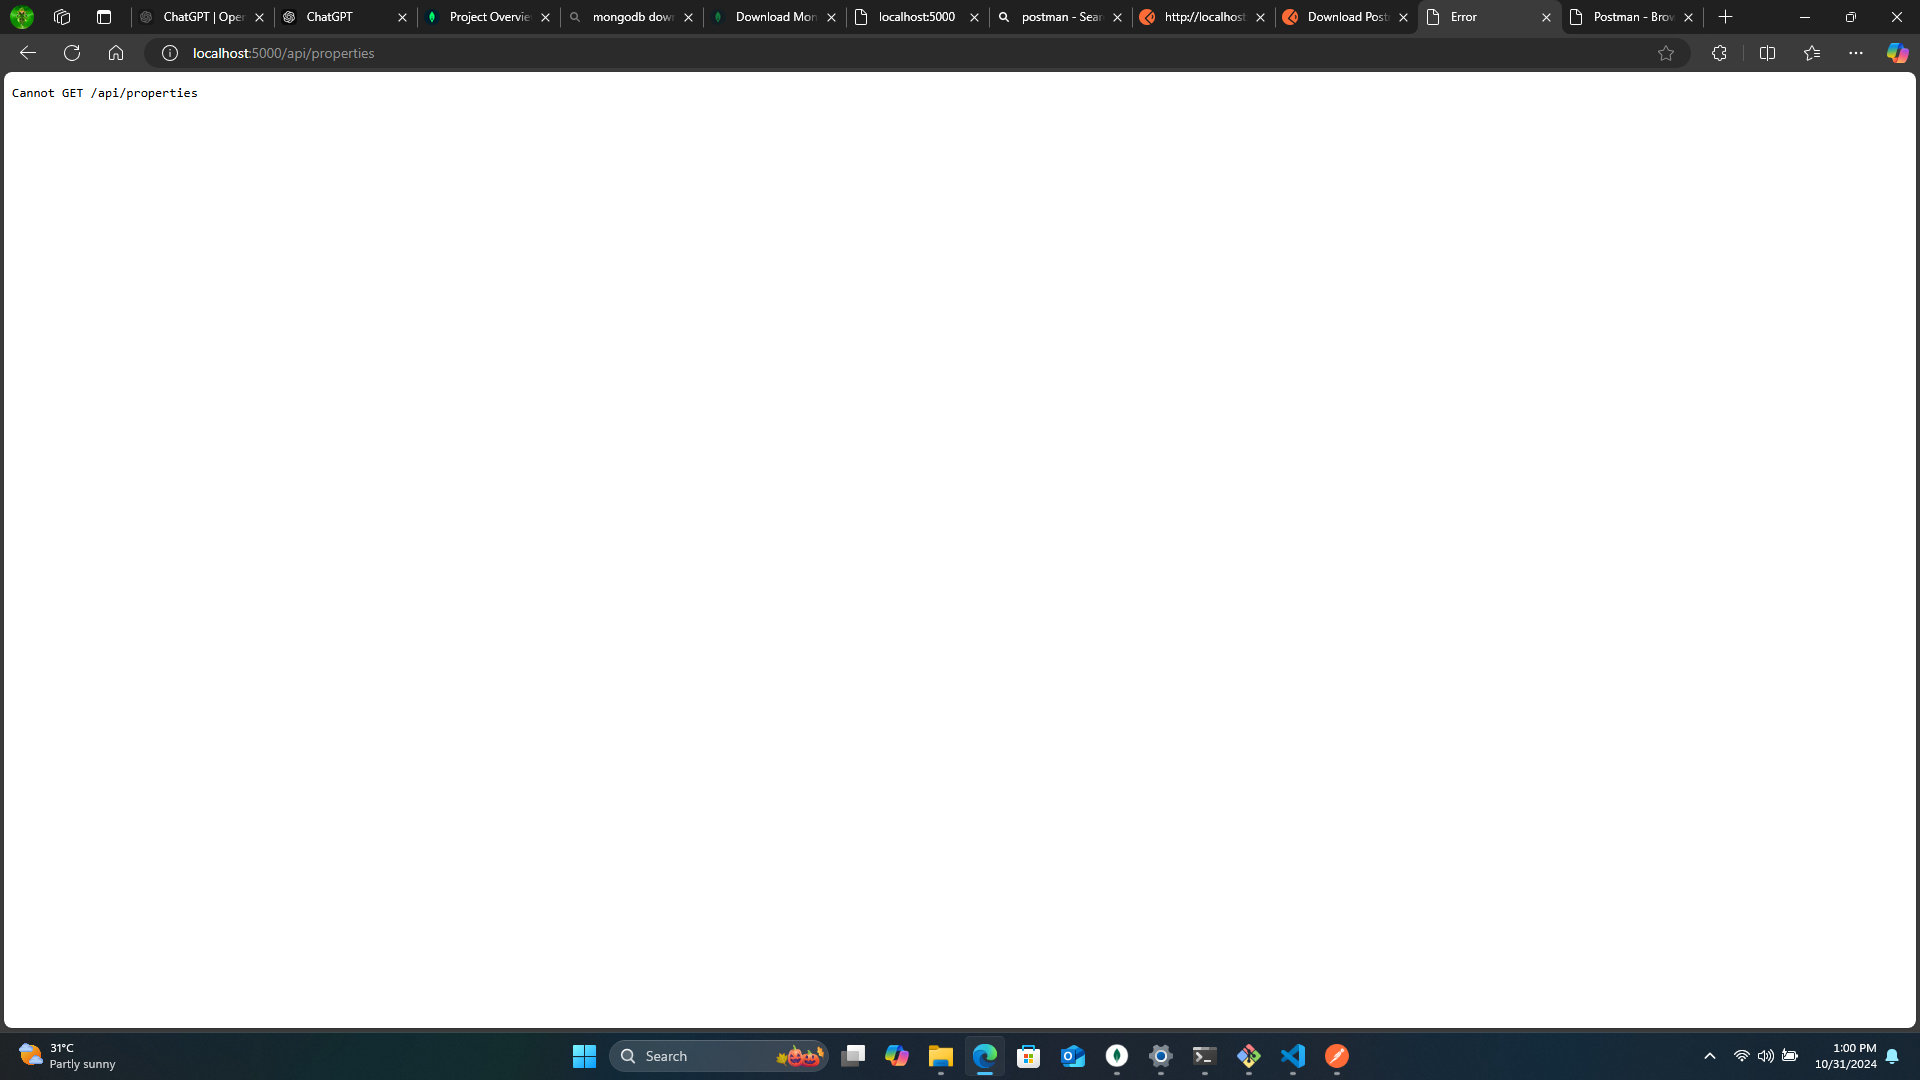 ChatGPT | Oper
ChatGPT
Project Overvie
mongodb dow
Download Mon
localhost:5000
postman - Sear
http://localhost
Download Post
Error
Postman - Brow
localhost:5000/api/properties
Cannot GET /api/properties
31°C
Partly sunny
Search
1:00 PM
10/31/2024